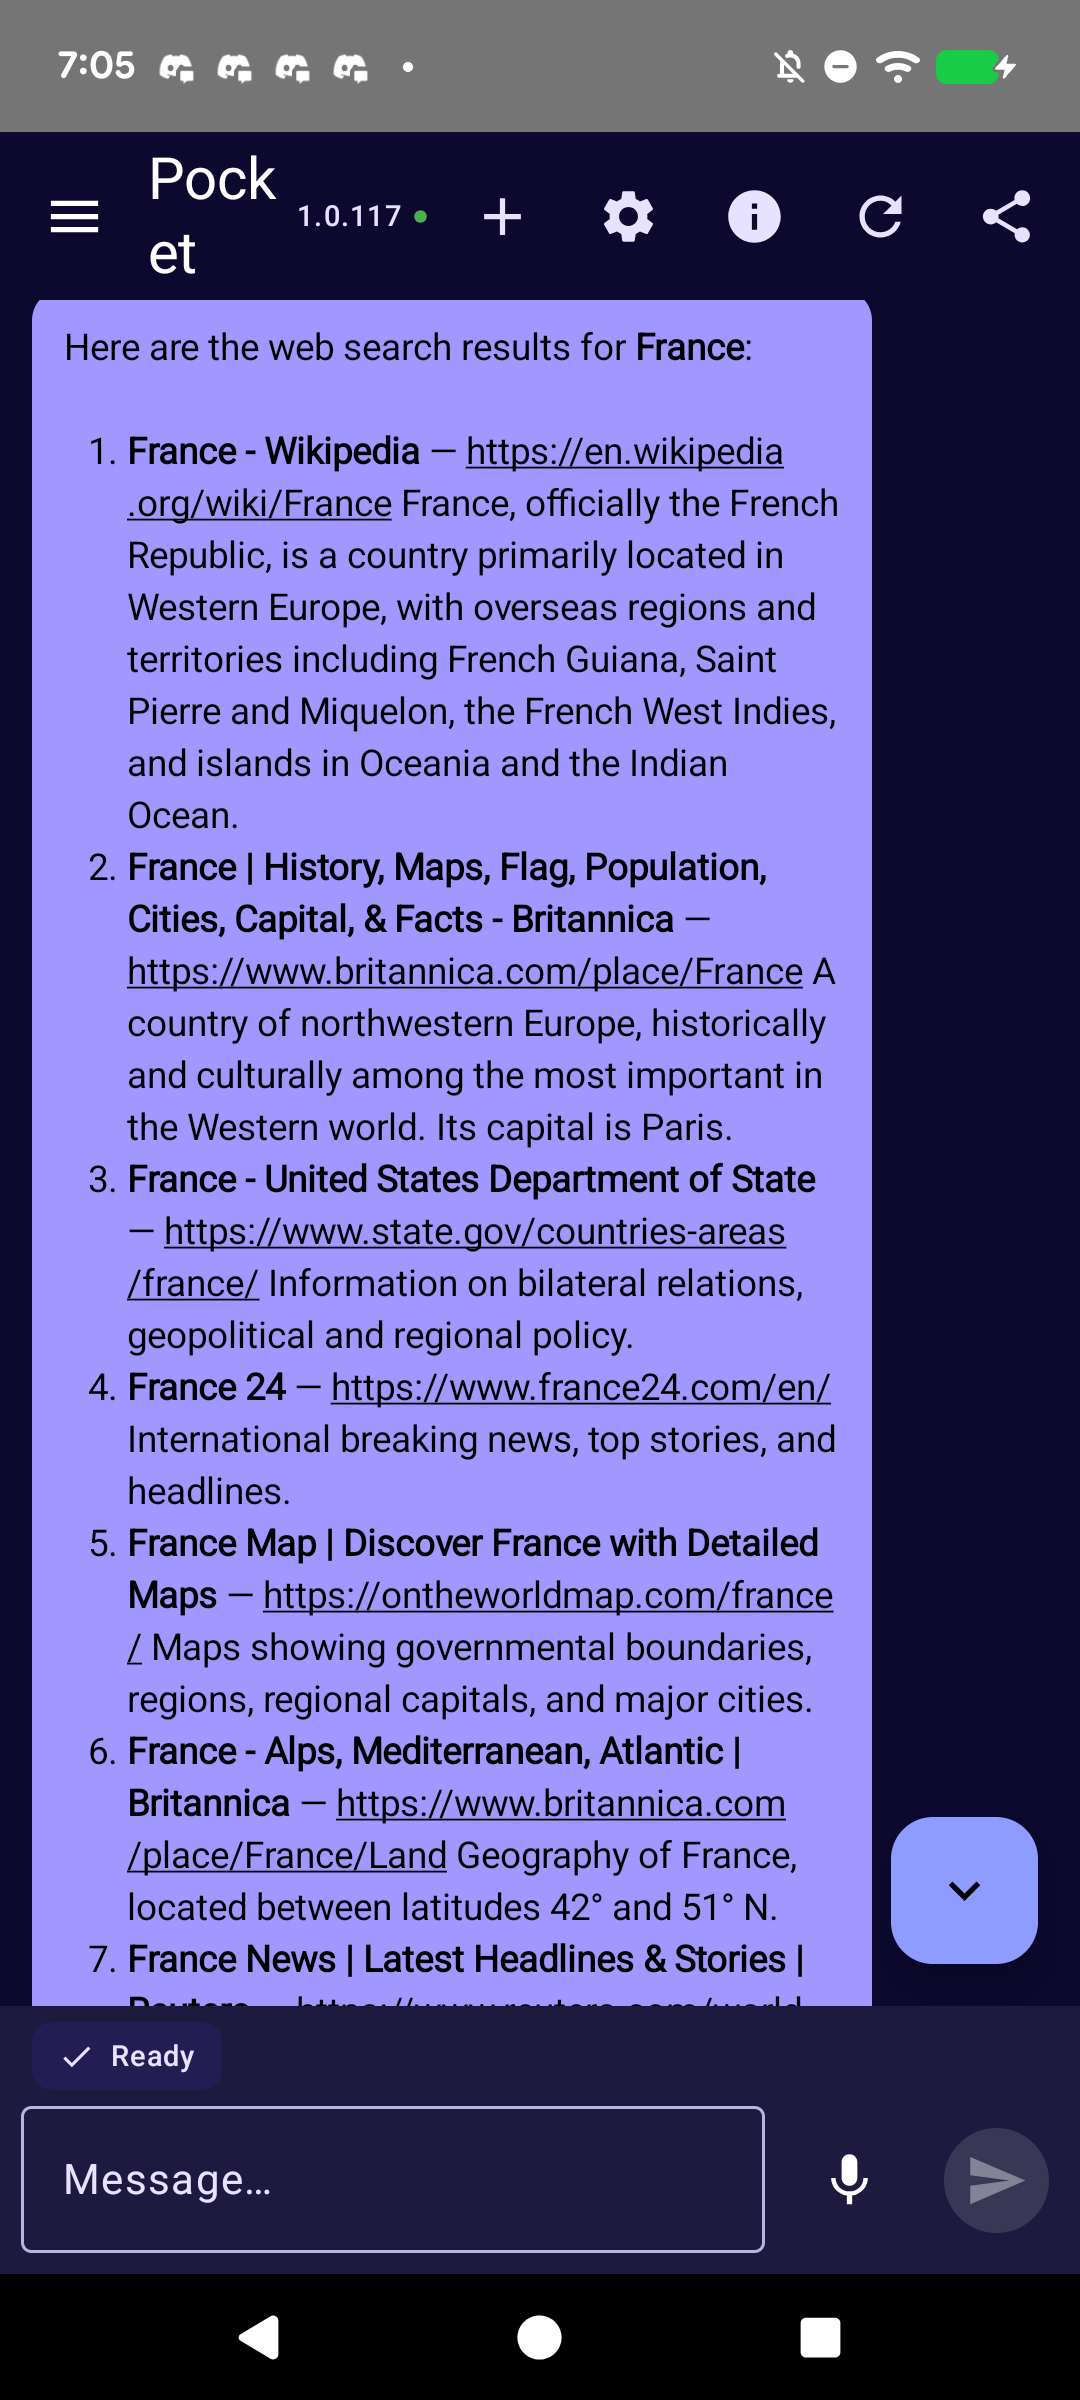 7:05
Pock
et
1.0.117
Here are the web search results for France:
1. France - Wikipedia — https://en.wikipedia
.org/wiki/France France, officially the French
Republic, is a country primarily located in
Western Europe, with overseas regions and
territories including French Guiana, Saint
Pierre and Miquelon, the French West Indies,
and islands in Oceania and the Indian
Ocean.
2. France | History, Maps, Flag, Population,
Cities, Capital, & Facts - Britannica —
https://www.britannica.com/place/France A
country of northwestern Europe, historically
and culturally among the most important in
the Western world. Its capital is Paris.
3. France - United States Department of State
— https://www.state.gov/countries-areas
/france/ Information on bilateral relations,
geopolitical and regional policy.
4. France 24 — https://www.france24.com/en/
International breaking news, top stories, and
headlines.
5. France Map | Discover France with Detailed
Maps — https://ontheworldmap.com/france
/ Maps showing governmental boundaries,
regions, regional capitals, and major cities.
6. France - Alps, Mediterranean, Atlantic |
Britannica — https://www.britannica.com
/place/France/Land Geography of France,
located between latitudes 42° and 51° N.
7. France News | Latest Headlines & Stories |
Reuters — https://www.reuters.com/world
Ready
Message...